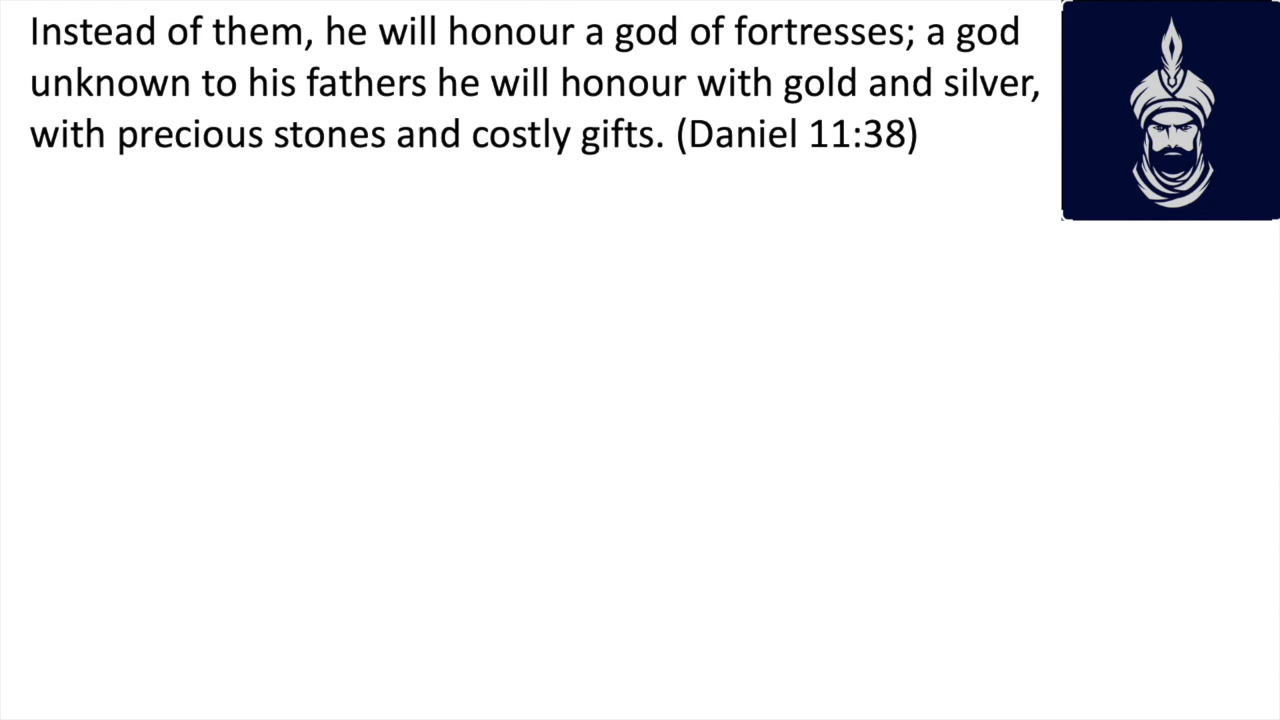 Instead of them, he will honour a god of fortresses; a god
unknown to his fathers he will honour with gold and silver,
with precious stones and costly gifts. (Daniel 11:38)